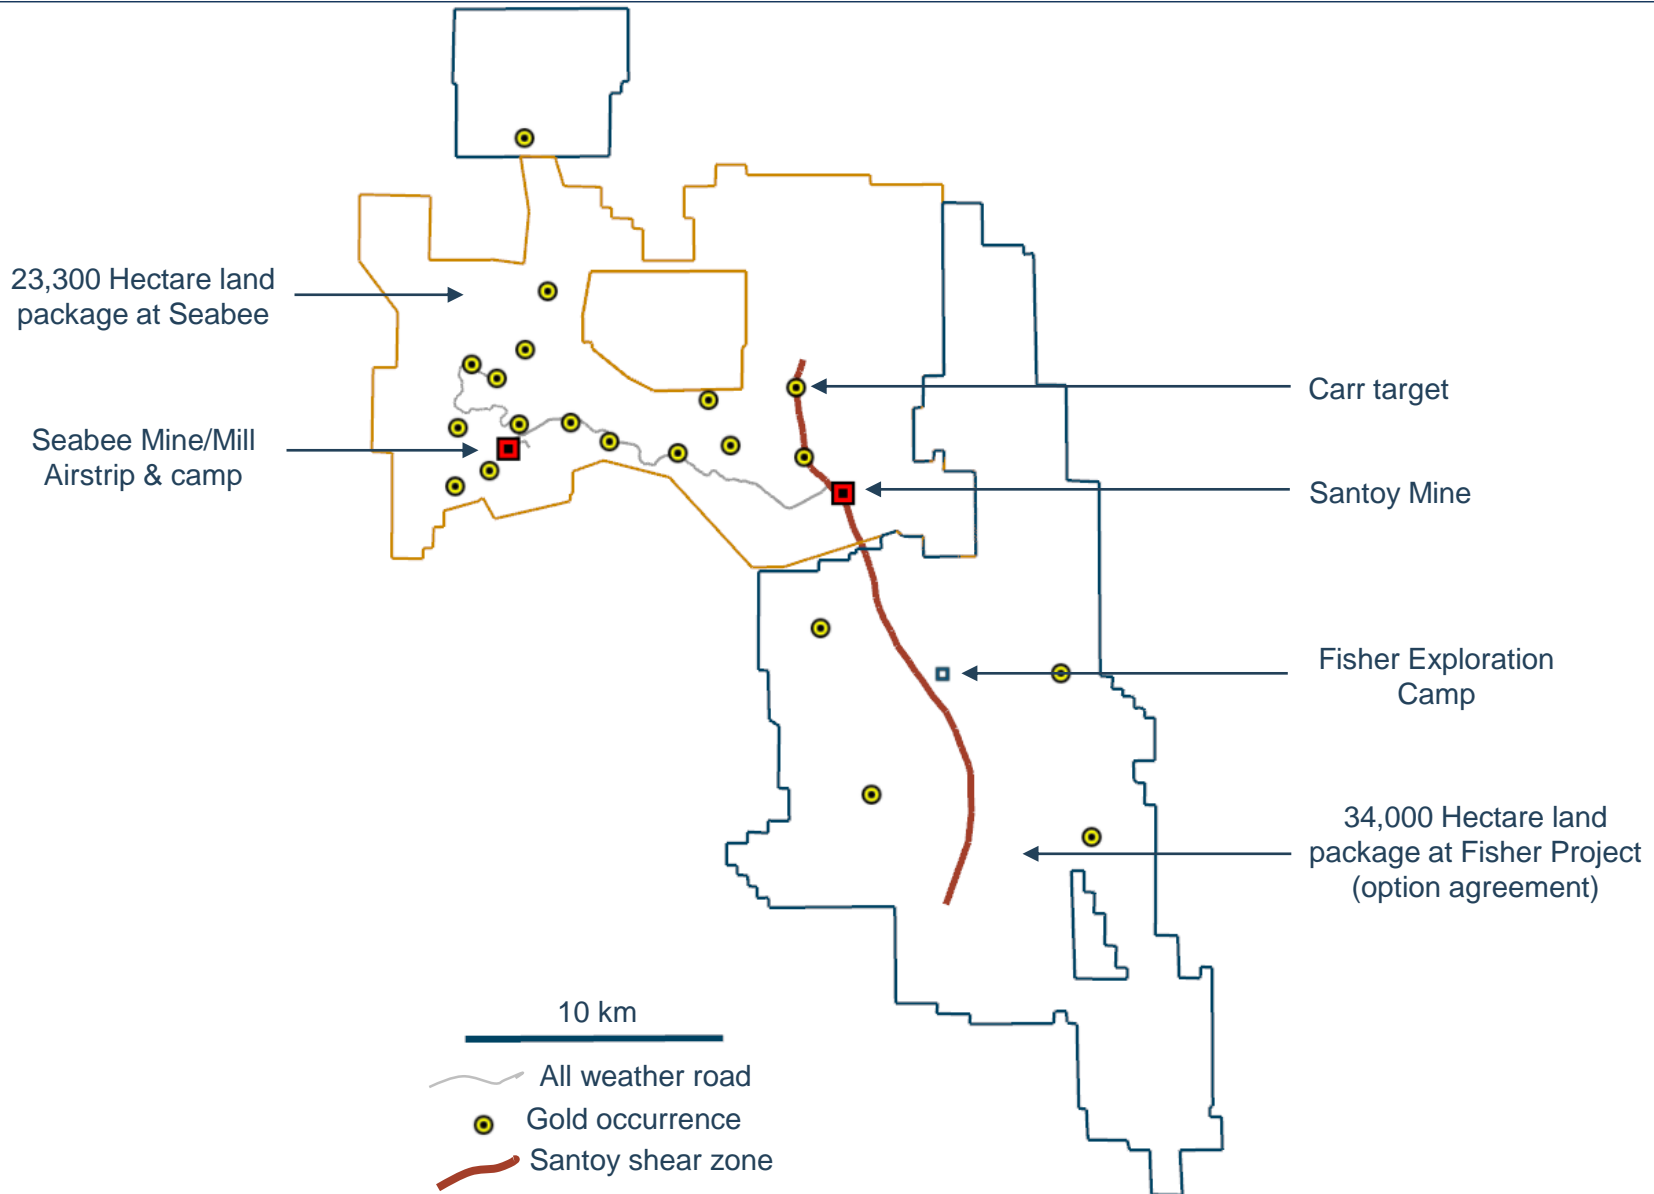 23,300 Hectare land
package at Seabee
Seabee Mine/Mill
Airstrip & camp
Carr target
Santoy Mine
Fisher Exploration
Camp
34,000 Hectare land
package at Fisher Project
(option agreement)
10 km
All weather road
Gold occurrence
Santoy shear zone